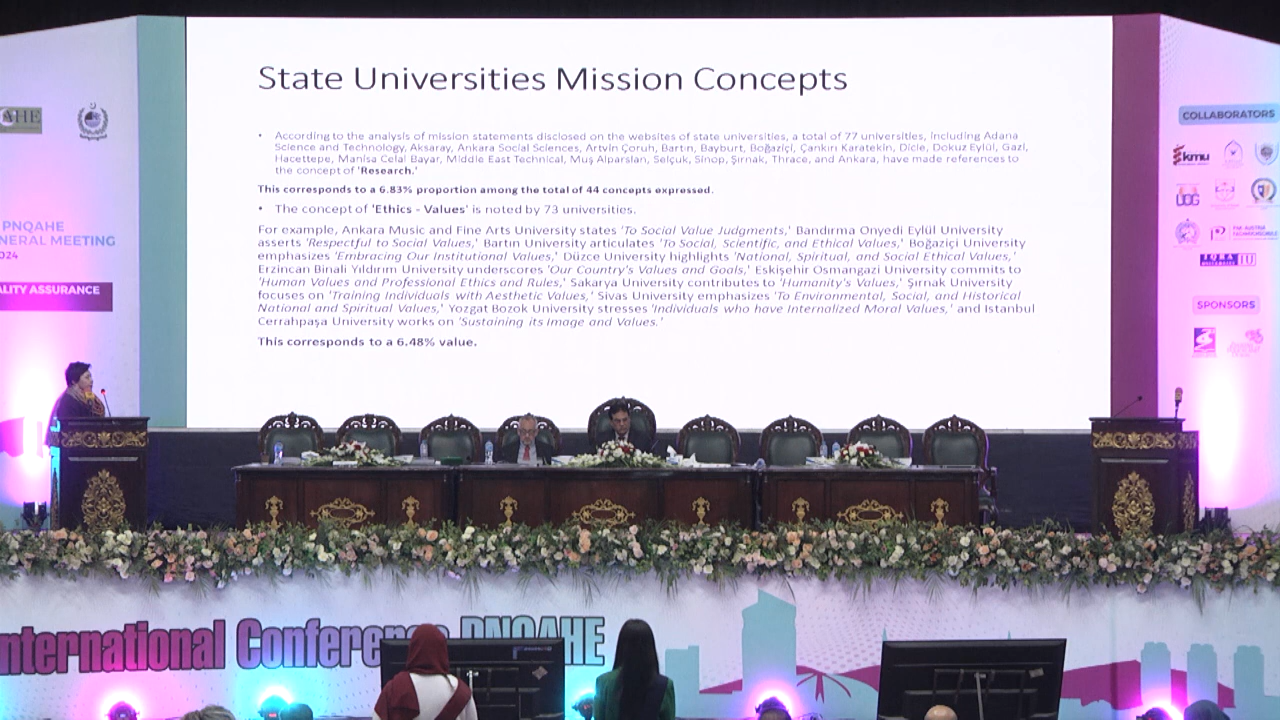 State Universities Mission Concepts
• According to the analysis of mission statements disclosed on the websites of state universities, a total of 77 universities, including Adana
Science and Technology, Aksaray, Ankara Social Sciences, Artvin Çoruh, Bartın, Bayburt, Boğaziçi, Çankırı Karatekin, Dicle, Dokuz Eylül, Gazi,
Hacettepe, Manisa Celal Bayar, Middle East Technical, Muş Alparslan, Selçuk, Sinop, Şırnak, Thrace, and Ankara, have made references to
the concept of 'Research.'
This corresponds to a 6.83% proportion among the total of 44 concepts expressed.
• The concept of 'Ethics - Values' is noted by 73 universities.
For example, Ankara Music and Fine Arts University states 'To Social Value Judgments,' Bandırma Onyedi Eylül University
asserts 'Respectful to Social Values,' Bartın University articulates 'To Social, Scientific, and Ethical Values,' Boğaziçi University
emphasizes 'Embracing Our Institutional Values,' Düzce University highlights 'National, Spiritual, and Social Ethical Values,'
Erzincan Binali Yıldırım University underscores 'Our Country's Values and Goals,' Eskişehir Osmangazi University commits to
'Human Values and Professional Ethics and Rules,' Sakarya University contributes to 'Humanity's Values,' Şırnak University
focuses on 'Training Individuals with Aesthetic Values,' Sivas University emphasizes 'To Environmental, Social, and Historical
National and Spiritual Values,' Yozgat Bozok University stresses 'Individuals who have Internalized Moral Values,' and Istanbul
Cerrahpaşa University works on 'Sustaining its Image and Values.'
This corresponds to a 6.48% value.
AHE
PNQAHE
NERAL MEETING
2024
ALITY ASSURANCE
COLLABORATORS
kmu
UOG
IQRA
IU
SPONSORS
nternational Conference PNQAHE